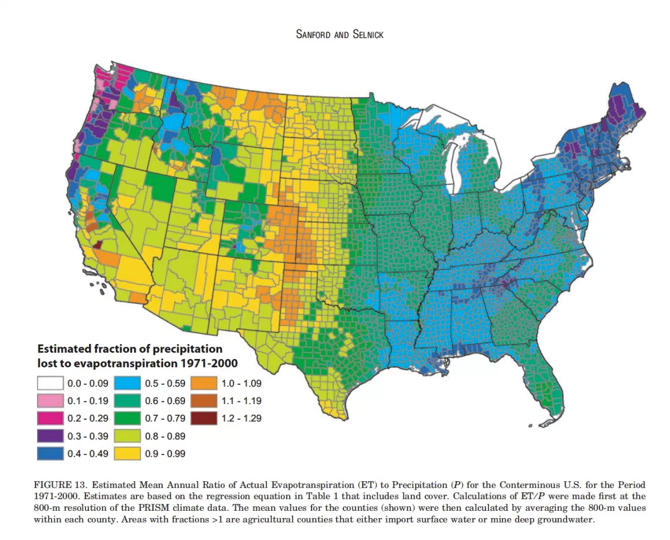 SANFORD AND SELNICK
Estimated fraction of precipitation
lost to evapotranspiration 1971-2000
0.0 - 0.09 0.5 - 0.59 1.0 - 1.09
0.1 - 0.19 0.6 - 0.69 1.1 - 1.19
0.2 - 0.29 0.7 - 0.79 1.2 - 1.29
0.3 - 0.39 0.8 - 0.89
0.4 - 0.49 0.9 - 0.99
FIGURE 13. Estimated Mean Annual Ratio of Actual Evapotranspiration (ET) to Precipitation (P) for the Conterminous U.S. for the Period
1971-2000. Estimates are based on the regression equation in Table 1 that includes land cover. Calculations of ET/P were made first at the
800-m resolution of the PRISM climate data. The mean values for the counties (shown) were then calculated by averaging the 800-m values
within each county. Areas with fractions >1 are agricultural counties that either import surface water or mine deep groundwater.